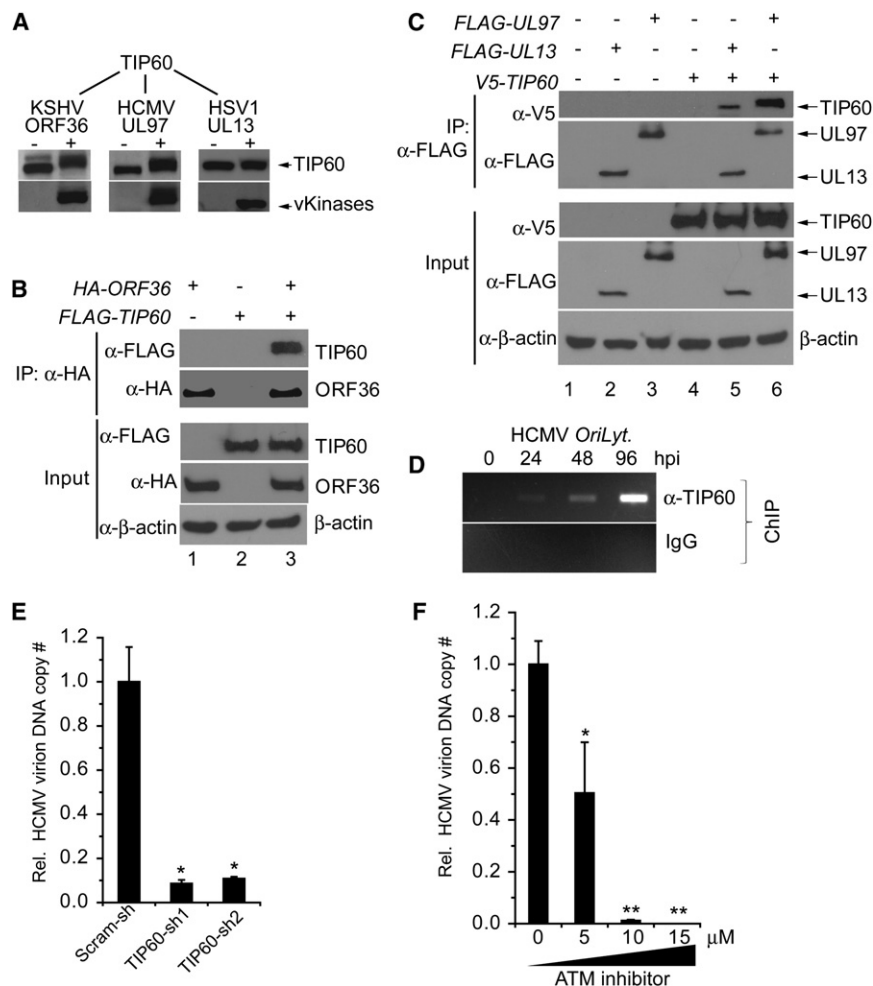 A
TIP60
KSHV HCMV HSV1
ORF36 UL97 UL13
- + - + - +
TIP60
vKinases
B
HA-ORF36 + - +
FLAG-TIP60 - + +
IP: α-HA
α-FLAG TIP60
α-HA ORF36
Input
α-FLAG TIP60
α-HA ORF36
α-β-actin β-actin
1 2 3
C
FLAG-UL97 - - + - - +
FLAG-UL13 - + - - + -
V5-TIP60 - - - + + +
IP:
α-FLAG
α-V5 TIP60
α-FLAG UL97
UL13
Input
α-V5 TIP60
α-FLAG UL97
UL13
α-β-actin β-actin
1 2 3 4 5 6
D
HCMV OriLyt.
0 24 48 96 hpi
α-TIP60
IgG
ChIP
E
Rel. HCMV virion DNA copy #
1.2
1.0
0.8
0.6
0.4
0.2
0.0
* *
Scram-sh
TIP60-sh1
TIP60-sh2
F
Rel. HCMV virion DNA copy #
1.2
1.0
0.8
0.6
0.4
0.2
0.0
* ** **
0 5 10 15 μM
ATM inhibitor